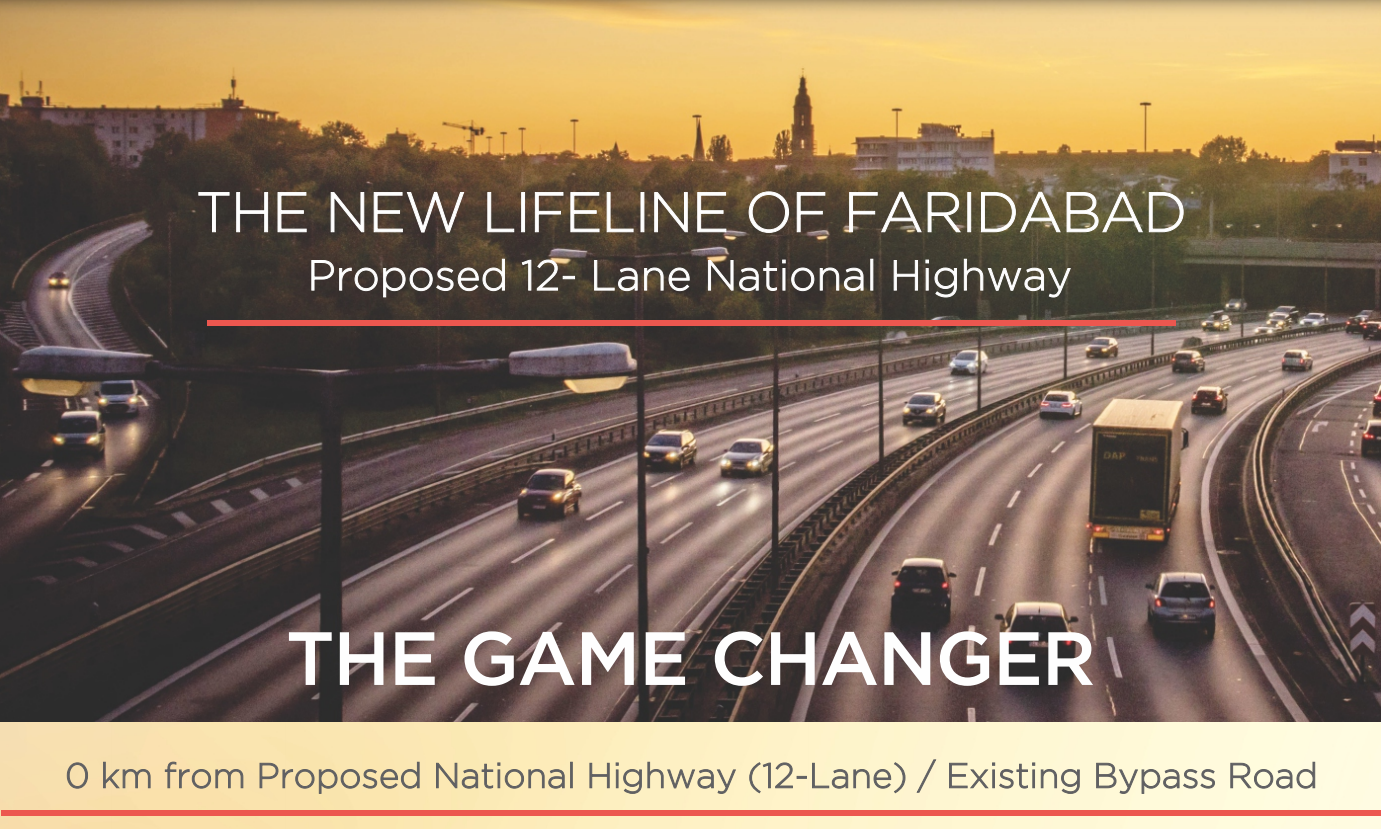 THE NEW LIFELINE OF FARIDABAD
Proposed 12- Lane National Highway
DAF
THE GAME CHANGER
0 km from Proposed National Highway (12-Lane) / Existing Bypass Road